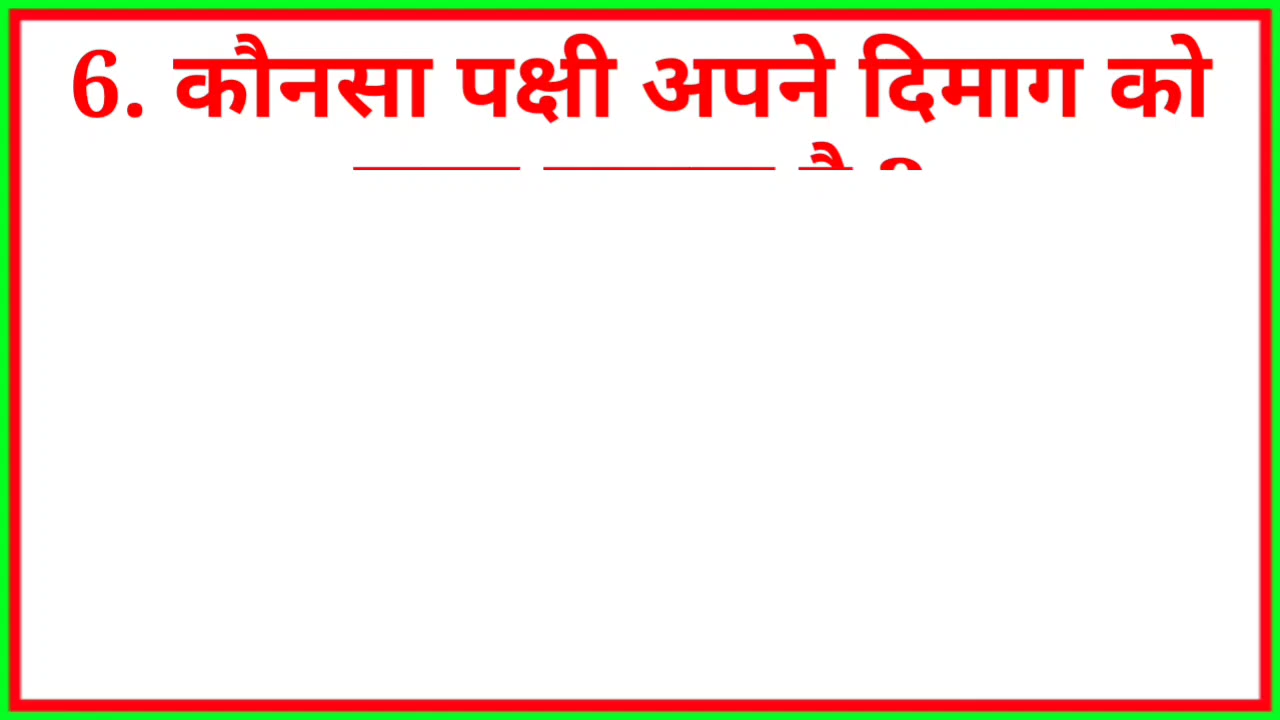 6. कौनसा पक्षी अपने दिमाग को
है ?